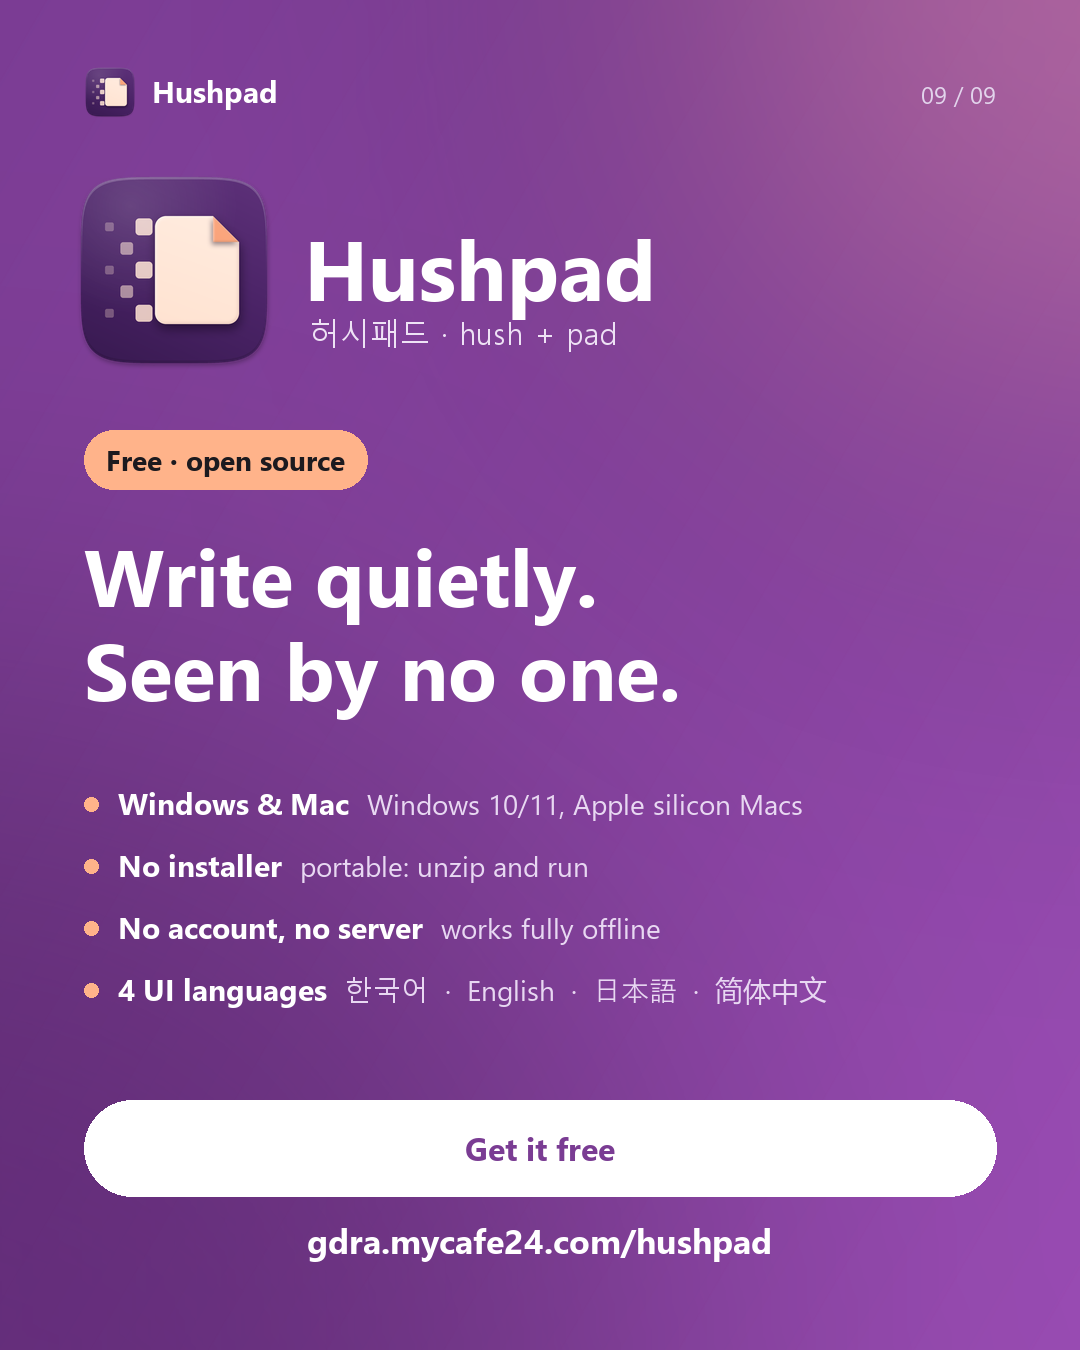 Hushpad
09 / 09
Hushpad
허시패드 · hush + pad
Free · open source
Write quietly.
Seen by no one.
Windows & Mac Windows 10/11, Apple silicon Macs
No installer portable: unzip and run
No account, no server works fully offline
4 UI languages 한국어 · English · 日本語 · 简体中文
Get it free
gdra.mycafe24.com/hushpad